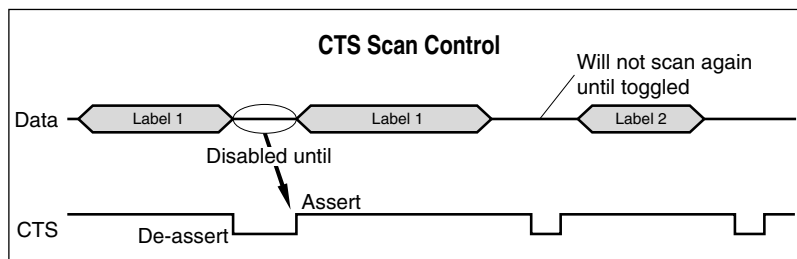 CTS Scan Control
Will not scan again
until toggled
Data
Label 1
Label 1
Label 2
Disabled until
Assert
De-assert
CTS